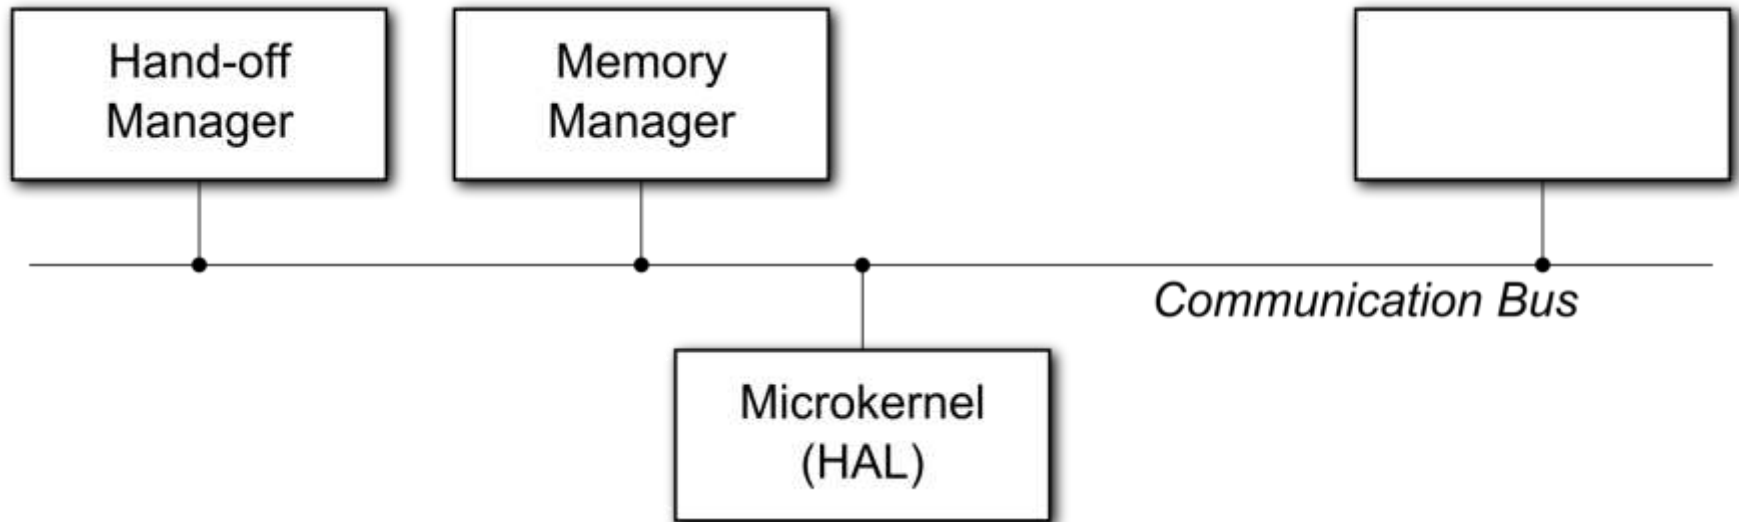 Hand-off
Manager
Memory
Manager
Communication Bus
Microkernel
(HAL)